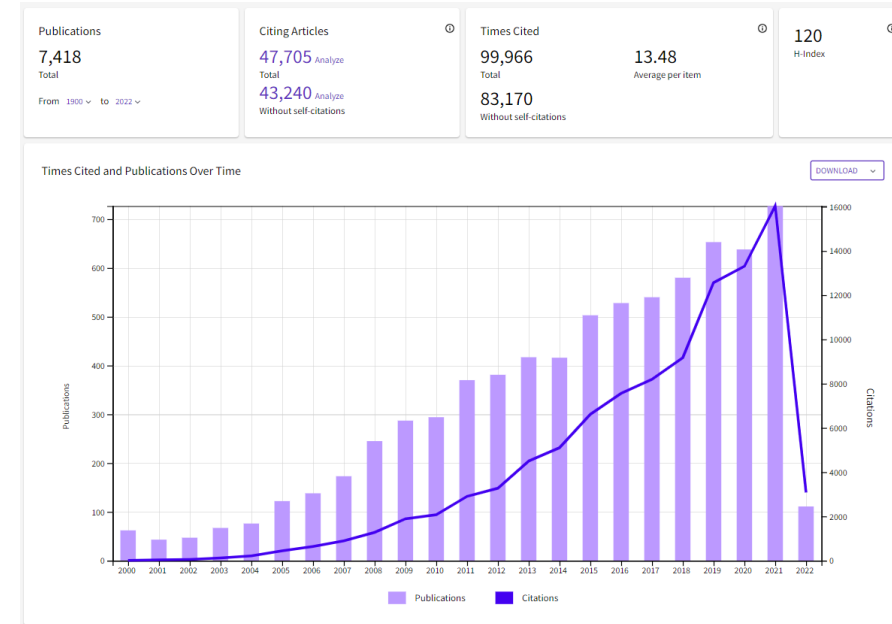 Publications
7,418
Total
From 1900 to 2022
Citing Articles
47,705 Analyze
Total
43,240 Analyze
Without self-citations
Times Cited
99,966
Total
83,170
Without self-citations
13.48
Average per item
120
H-Index
Times Cited and Publications Over Time
DOWNLOAD
700
600
500
400
300
200
100
0
Publications
16000
14000
12000
10000
8000
6000
4000
2000
0
Citations
2000 2001 2002 2003 2004 2005 2006 2007 2008 2009 2010 2011 2012 2013 2014 2015 2016 2017 2018 2019 2020 2021 2022
Publications Citations